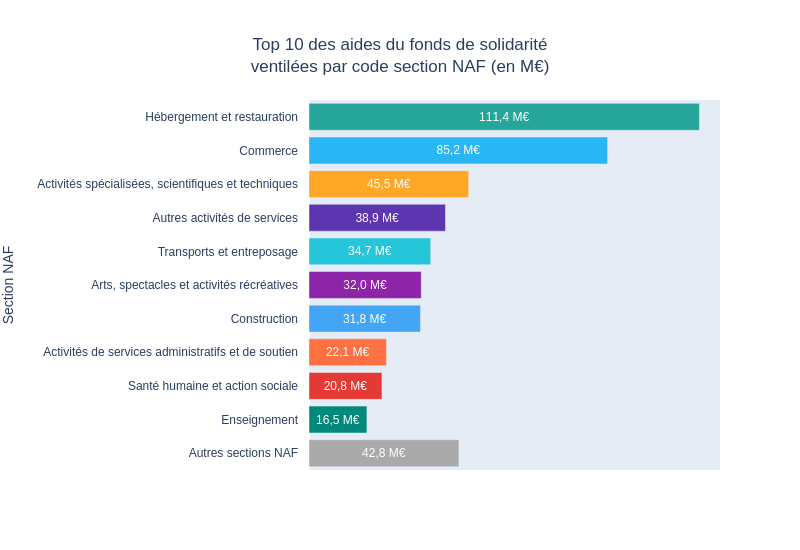 Top 10 des aides du fonds de solidarité
ventilées par code section NAF (en M€)
Section NAF
Hébergement et restauration 111,4 M€
Commerce 85,2 M€
Activités spécialisées, scientifiques et techniques 45,5 M€
Autres activités de services 38,9 M€
Transports et entreposage 34,7 M€
Arts, spectacles et activités récréatives 32,0 M€
Construction 31,8 M€
Activités de services administratifs et de soutien 22,1 M€
Santé humaine et action sociale 20,8 M€
Enseignement 16,5 M€
Autres sections NAF 42,8 M€